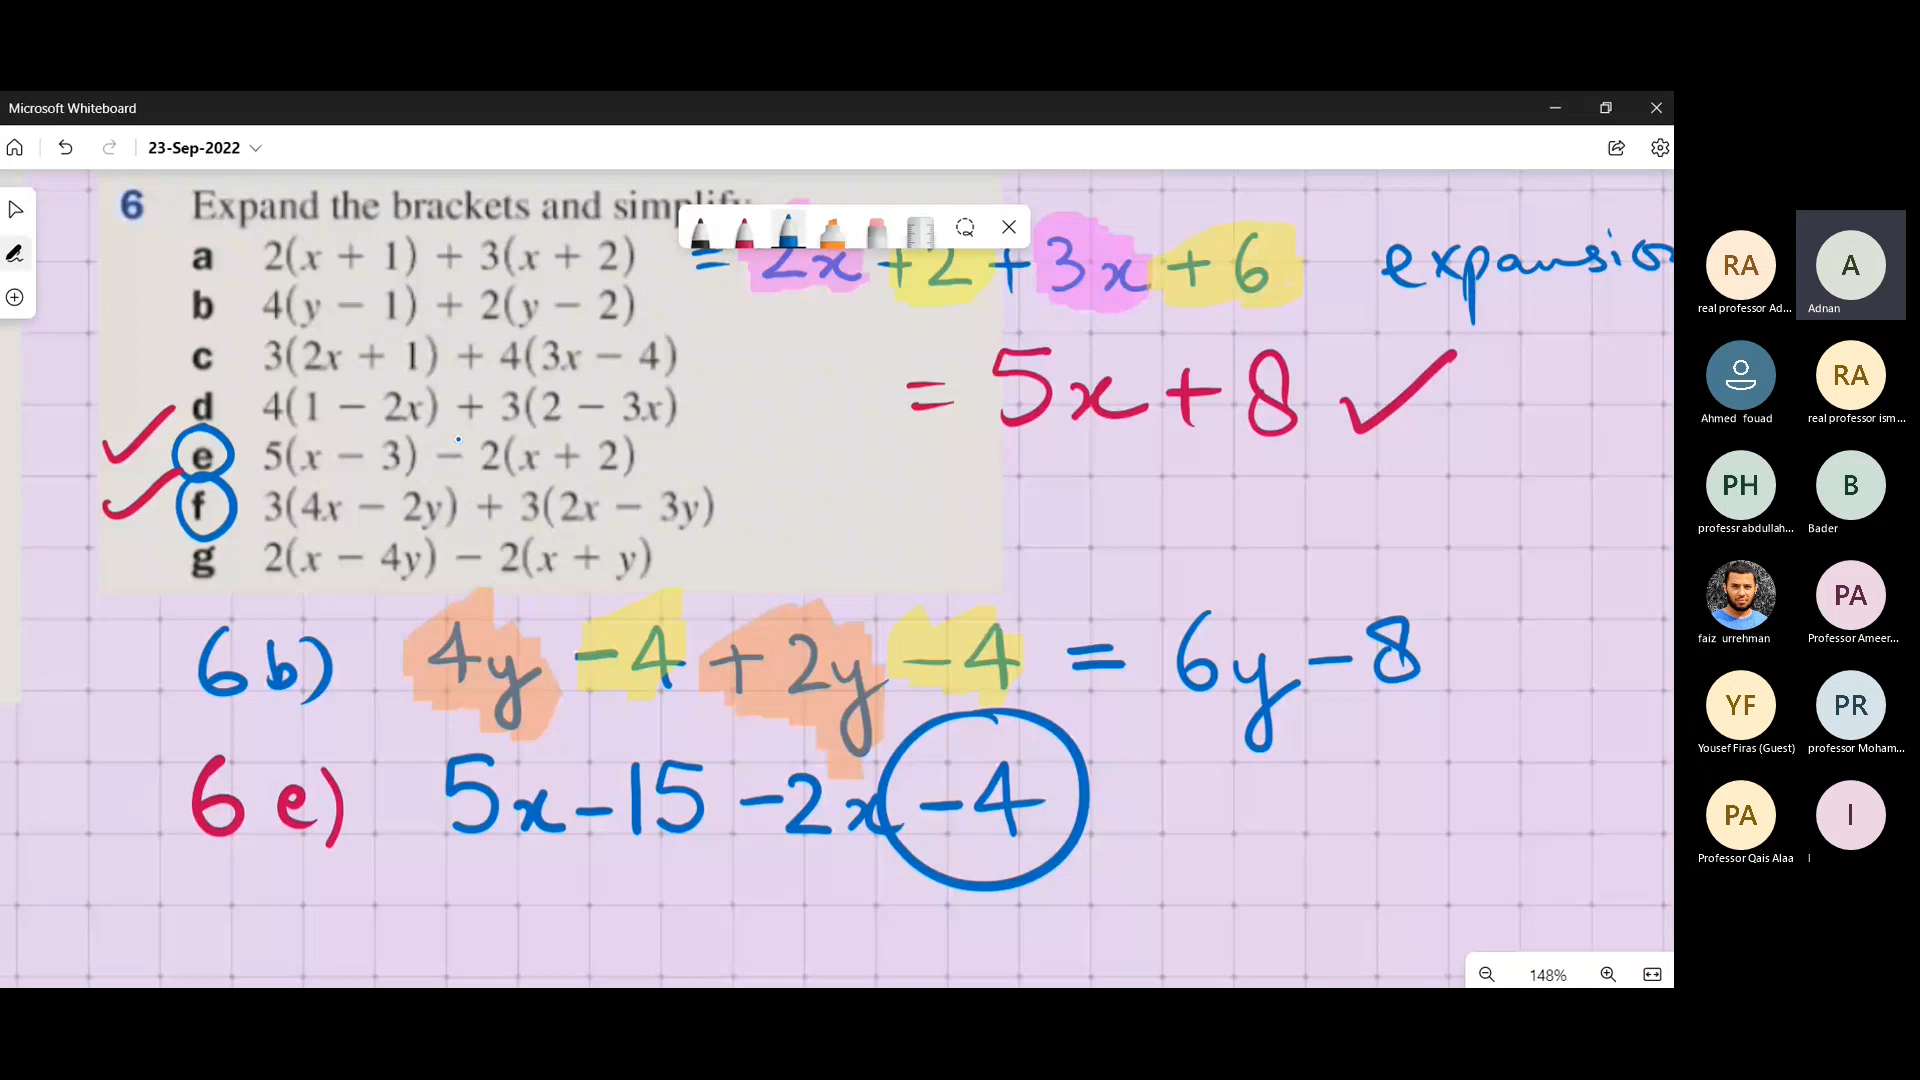 Microsoft Whiteboard
23-Sep-2022
6 Expand the brackets and simplify
a 2(x + 1) + 3(x + 2) = 2x + 2 + 3x + 6
b 4(y − 1) + 2(y − 2)
c 3(2x + 1) + 4(3x − 4)
= 5x + 8 ✓
d 4(1 − 2x) + 3(2 − 3x)
✓ e 5(x − 3) − 2(x + 2)
✓ f 3(4x − 2y) + 3(2x − 3y)
g 2(x − 4y) − 2(x + y)
6 b) 4y − 4 + 2y − 4 = 6y − 8
6 e) 5x − 15 − 2x − 4
148%
RA
real professor Ad...
A
Adnan
Ahmed fouad
RA
real professor ism...
PH
professr abdullah...
B
Bader
faiz urrehman
PA
Professor Ameer...
YF
Yousef Firas (Guest)
PR
professor Moham...
PA
Professor Qais Alaa
I
I